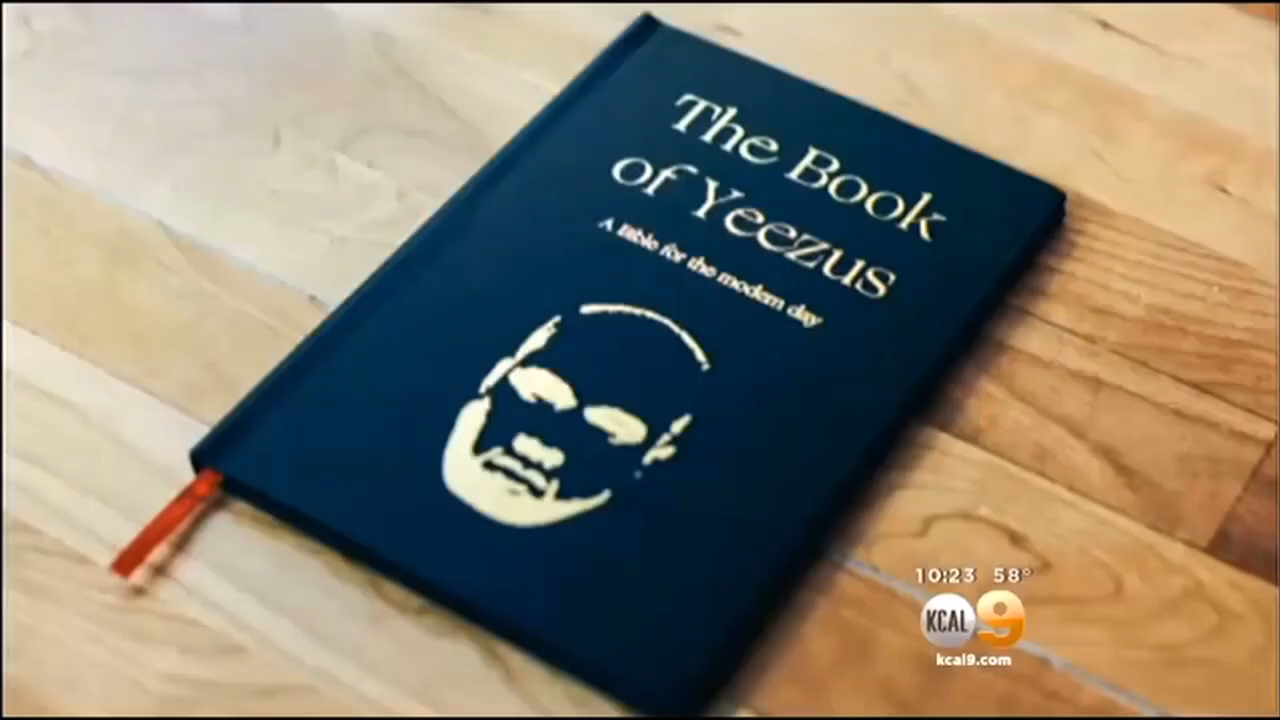 The Book
of Yeezus
A Bible for the modern day
10:23 58°
KCAL 9
kcal9.com